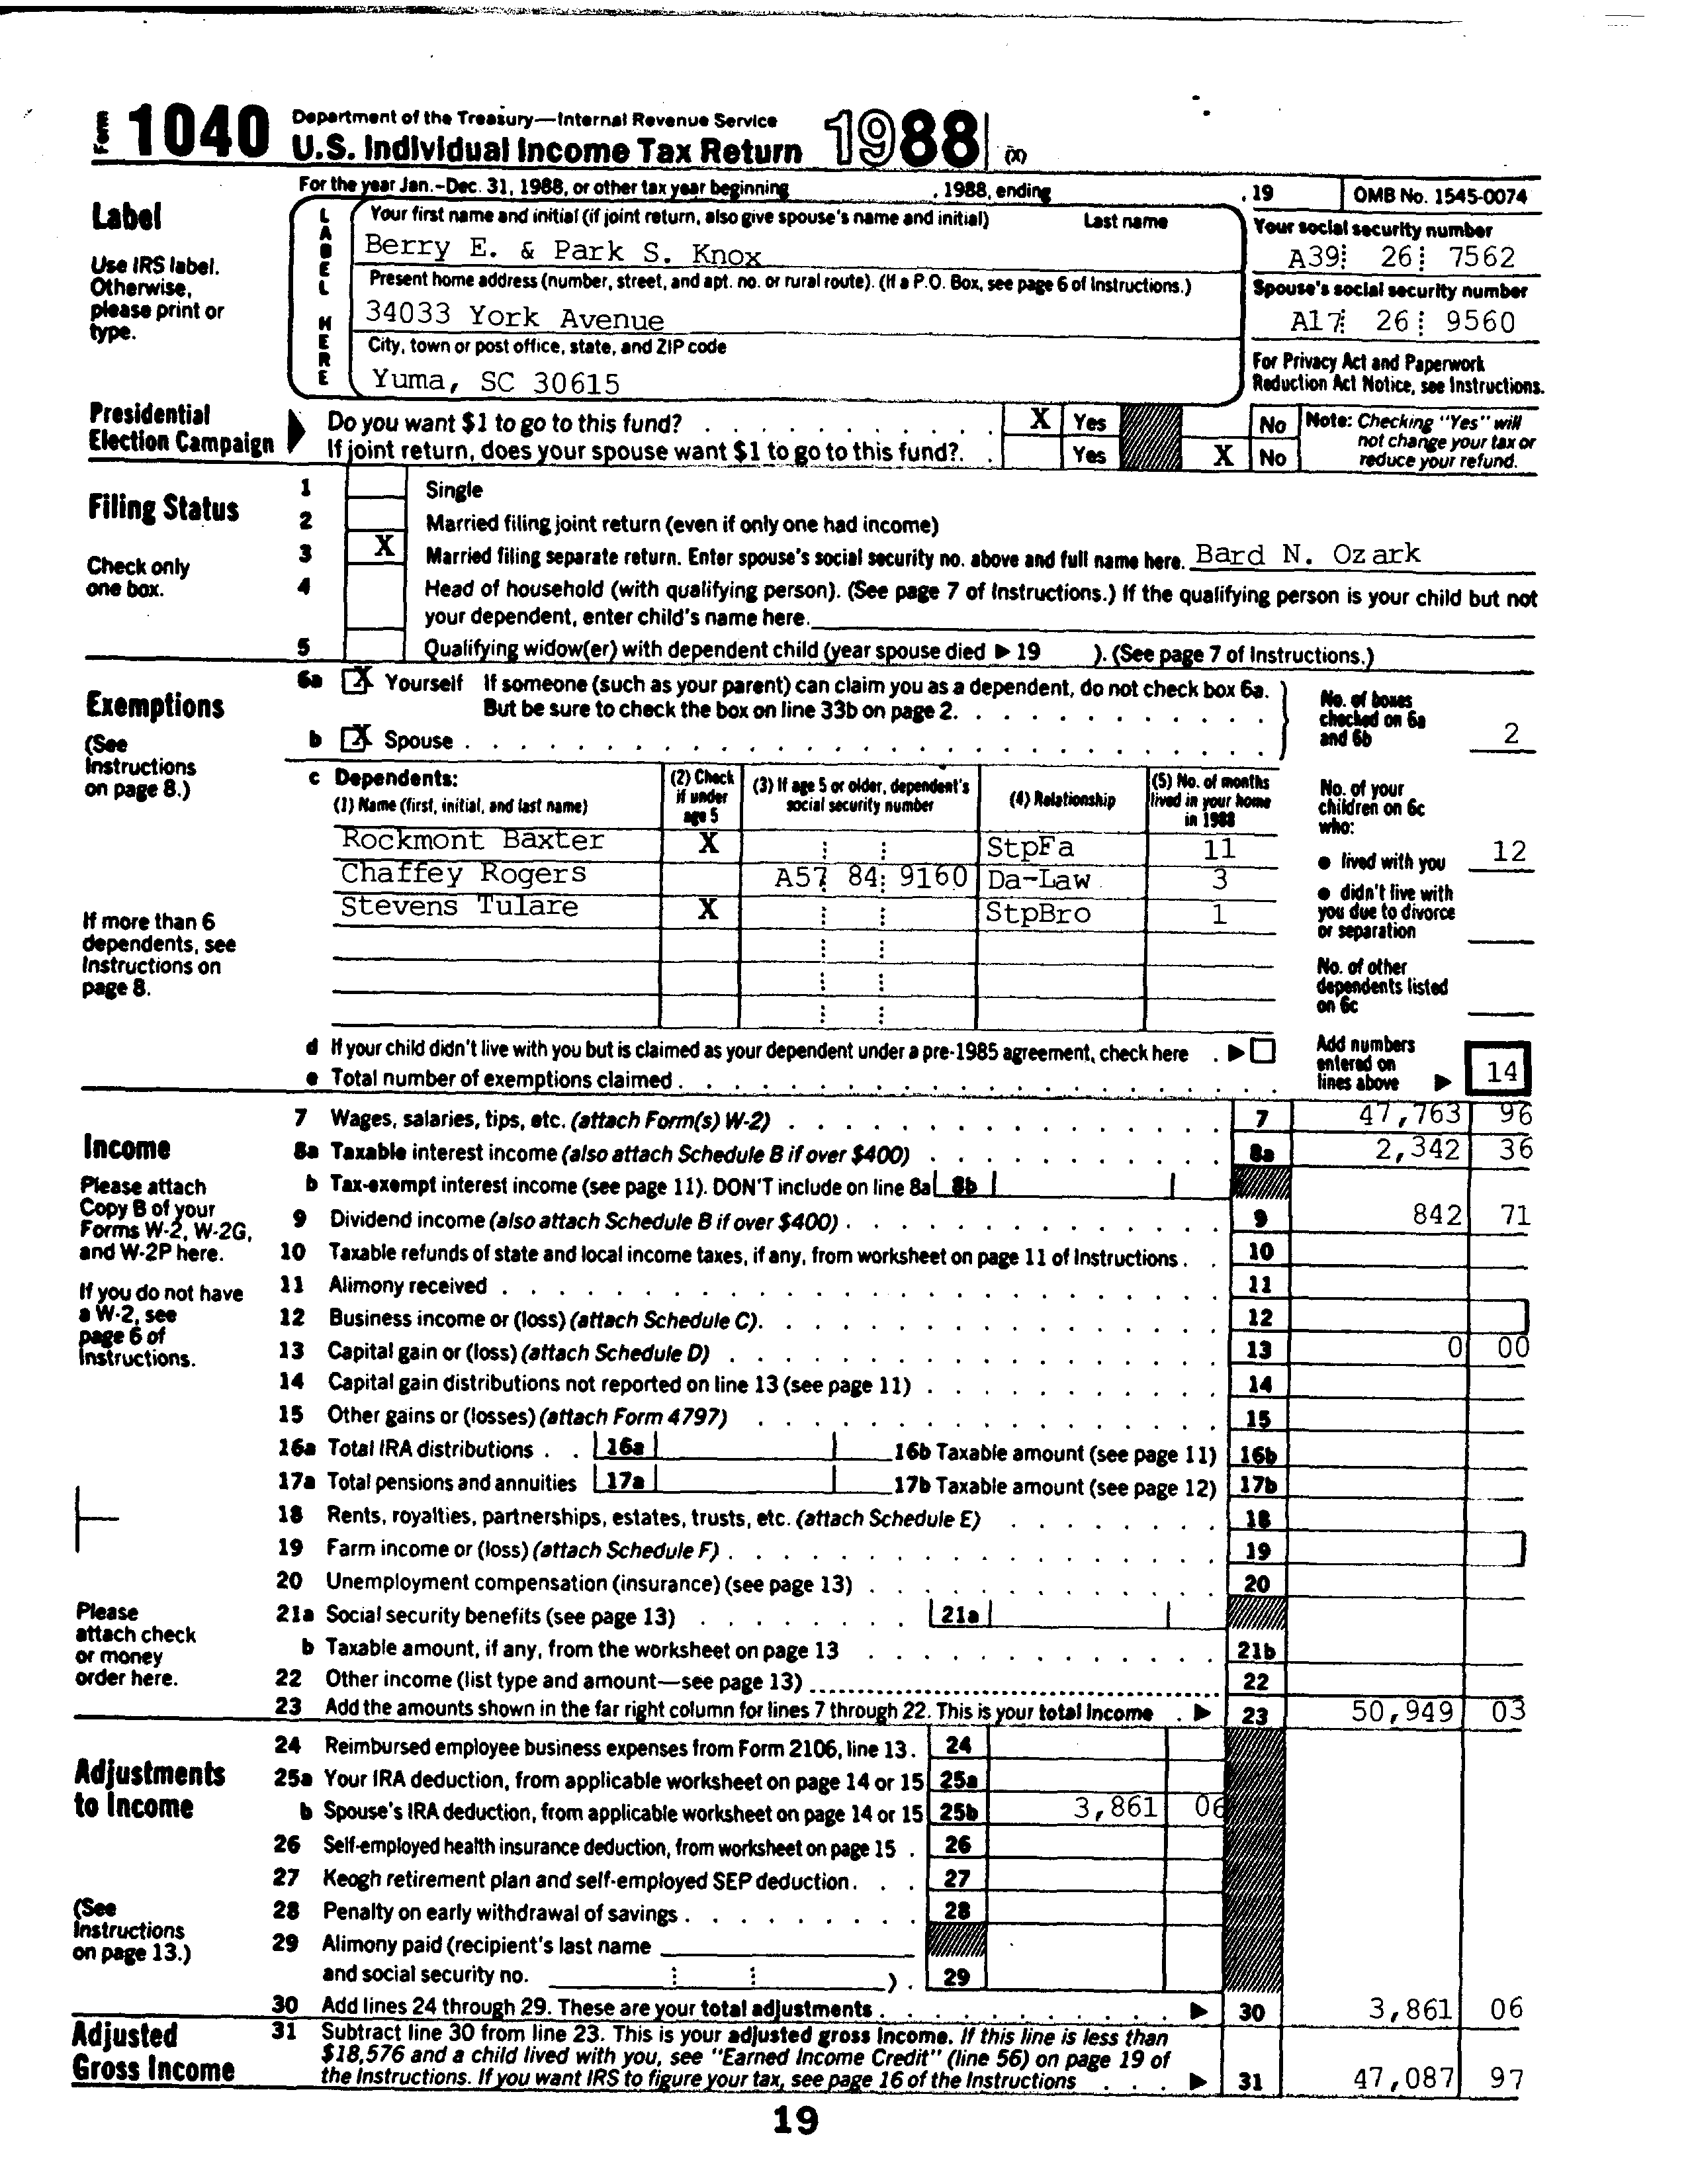 Form 1040 Department of the Treasury—Internal Revenue Service
U.S. Individual Income Tax Return 1988 (X)
For the year Jan.-Dec. 31, 1988, or other tax year beginning , 1988, ending , 19 OMB No. 1545-0074
Label
Use IRS label. Otherwise, please print or type.
LABEL HERE
Your first name and initial (if joint return, also give spouse's name and initial) Last name
Berry E. & Park S. Knox
Your social security number
A39 26 7562
Present home address (number, street, and apt. no. or rural route). (If a P.O. Box, see page 6 of Instructions.)
34033 York Avenue
Spouse's social security number
A17 26 9560
City, town or post office, state, and ZIP code
Yuma, SC 30615
For Privacy Act and Paperwork Reduction Act Notice, see Instructions.
Presidential Election Campaign
Do you want $1 to go to this fund? X Yes No
If joint return, does your spouse want $1 to go to this fund?. Yes X No
Note: Checking "Yes" will not change your tax or reduce your refund.
Filing Status
Check only one box.
1 Single
2 Married filing joint return (even if only one had income)
3 X Married filing separate return. Enter spouse's social security no. above and full name here. Bard N. Ozark
4 Head of household (with qualifying person). (See page 7 of Instructions.) If the qualifying person is your child but not
your dependent, enter child's name here.
5 Qualifying widow(er) with dependent child (year spouse died ▶ 19 ). (See page 7 of Instructions.)
Exemptions
(See Instructions on page 8.)
6a X Yourself If someone (such as your parent) can claim you as a dependent, do not check box 6a.
But be sure to check the box on line 33b on page 2.
b X Spouse
No. of boxes checked on 6a and 6b 2
c Dependents:
(1) Name (first, initial, and last name) (2) Check if under age 5 (3) If age 5 or older, dependent's social security number (4) Relationship (5) No. of months lived in your home in 1988
Rockmont Baxter X StpFa 11
Chaffey Rogers A57 84 9160 Da-Law 3
Stevens Tulare X StpBro 1
No. of your children on 6c who:
• lived with you 12
• didn't live with you due to divorce or separation
No. of other dependents listed on 6c
If more than 6 dependents, see Instructions on page 8.
d If your child didn't live with you but is claimed as your dependent under a pre-1985 agreement, check here ▶
e Total number of exemptions claimed
Add numbers entered on lines above ▶ 14
Income
Please attach Copy B of your Forms W-2, W-2G, and W-2P here.
If you do not have a W-2, see page 6 of Instructions.
Please attach check or money order here.
7 Wages, salaries, tips, etc. (attach Form(s) W-2) 7 47,763 96
8a Taxable interest income (also attach Schedule B if over $400) 8a 2,342 36
b Tax-exempt interest income (see page 11). DON'T include on line 8a 8b
9 Dividend income (also attach Schedule B if over $400) 9 842 71
10 Taxable refunds of state and local income taxes, if any, from worksheet on page 11 of Instructions. 10
11 Alimony received 11
12 Business income or (loss) (attach Schedule C). 12
13 Capital gain or (loss) (attach Schedule D) 13 0 00
14 Capital gain distributions not reported on line 13 (see page 11) 14
15 Other gains or (losses) (attach Form 4797) 15
16a Total IRA distributions 16a 16b Taxable amount (see page 11) 16b
17a Total pensions and annuities 17a 17b Taxable amount (see page 12) 17b
18 Rents, royalties, partnerships, estates, trusts, etc. (attach Schedule E) 18
19 Farm income or (loss) (attach Schedule F) 19
20 Unemployment compensation (insurance) (see page 13) 20
21a Social security benefits (see page 13) 21a
b Taxable amount, if any, from the worksheet on page 13 21b
22 Other income (list type and amount—see page 13) 22
23 Add the amounts shown in the far right column for lines 7 through 22. This is your total income ▶ 23 50,949 03
Adjustments to Income
(See Instructions on page 13.)
24 Reimbursed employee business expenses from Form 2106, line 13. 24
25a Your IRA deduction, from applicable worksheet on page 14 or 15 25a
b Spouse's IRA deduction, from applicable worksheet on page 14 or 15 25b 3,861 06
26 Self-employed health insurance deduction, from worksheet on page 15 26
27 Keogh retirement plan and self-employed SEP deduction 27
28 Penalty on early withdrawal of savings 28
29 Alimony paid (recipient's last name
and social security no. ). 29
30 Add lines 24 through 29. These are your total adjustments ▶ 30 3,861 06
Adjusted Gross Income
31 Subtract line 30 from line 23. This is your adjusted gross income. If this line is less than
$18,576 and a child lived with you, see "Earned Income Credit" (line 56) on page 19 of
the Instructions. If you want IRS to figure your tax, see page 16 of the Instructions ▶ 31 47,087 97
19